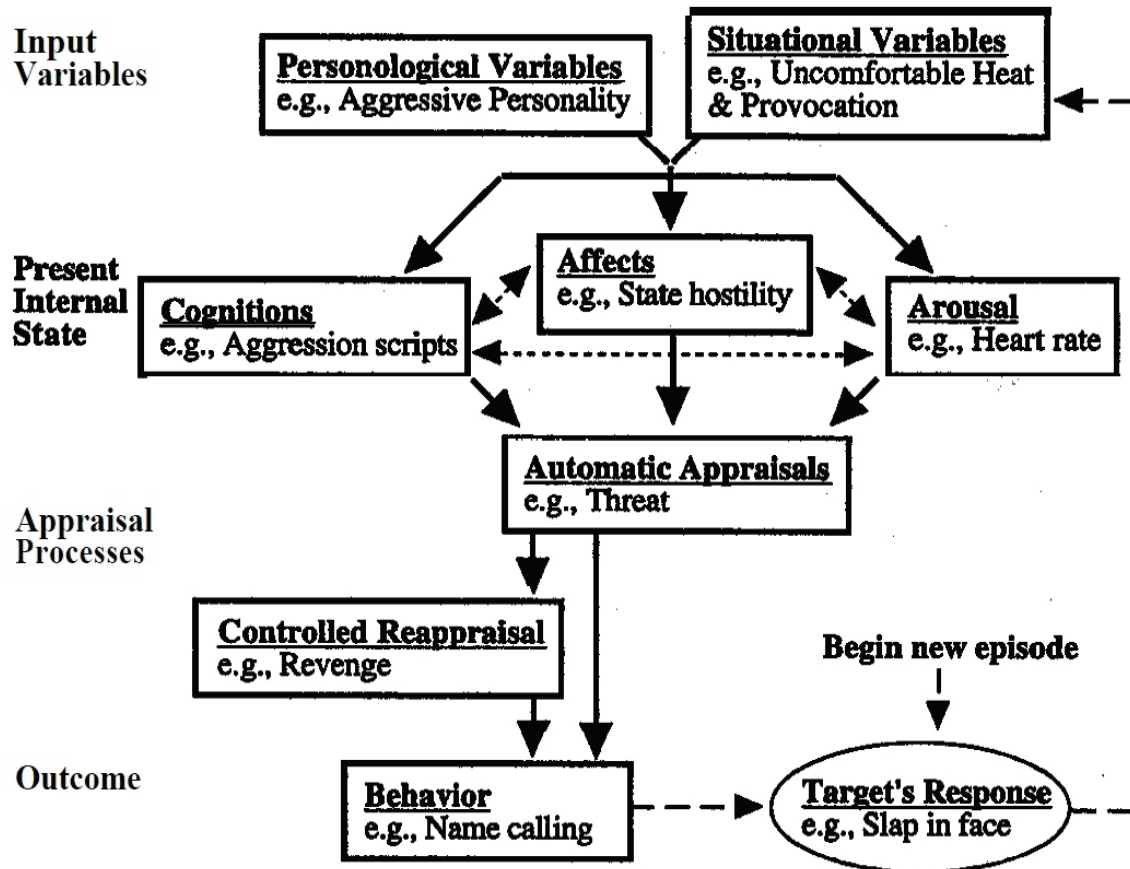 Input
Variables
Personological Variables
e.g., Aggressive Personality
Situational Variables
e.g., Uncomfortable Heat
& Provocation
Present
Internal
State
Cognitions
e.g., Aggression scripts
Affects
e.g., State hostility
Arousal
e.g., Heart rate
Appraisal
Processes
Automatic Appraisals
e.g., Threat
Controlled Reappraisal
e.g., Revenge
Begin new episode
Outcome
Behavior
e.g., Name calling
Target's Response
e.g., Slap in face